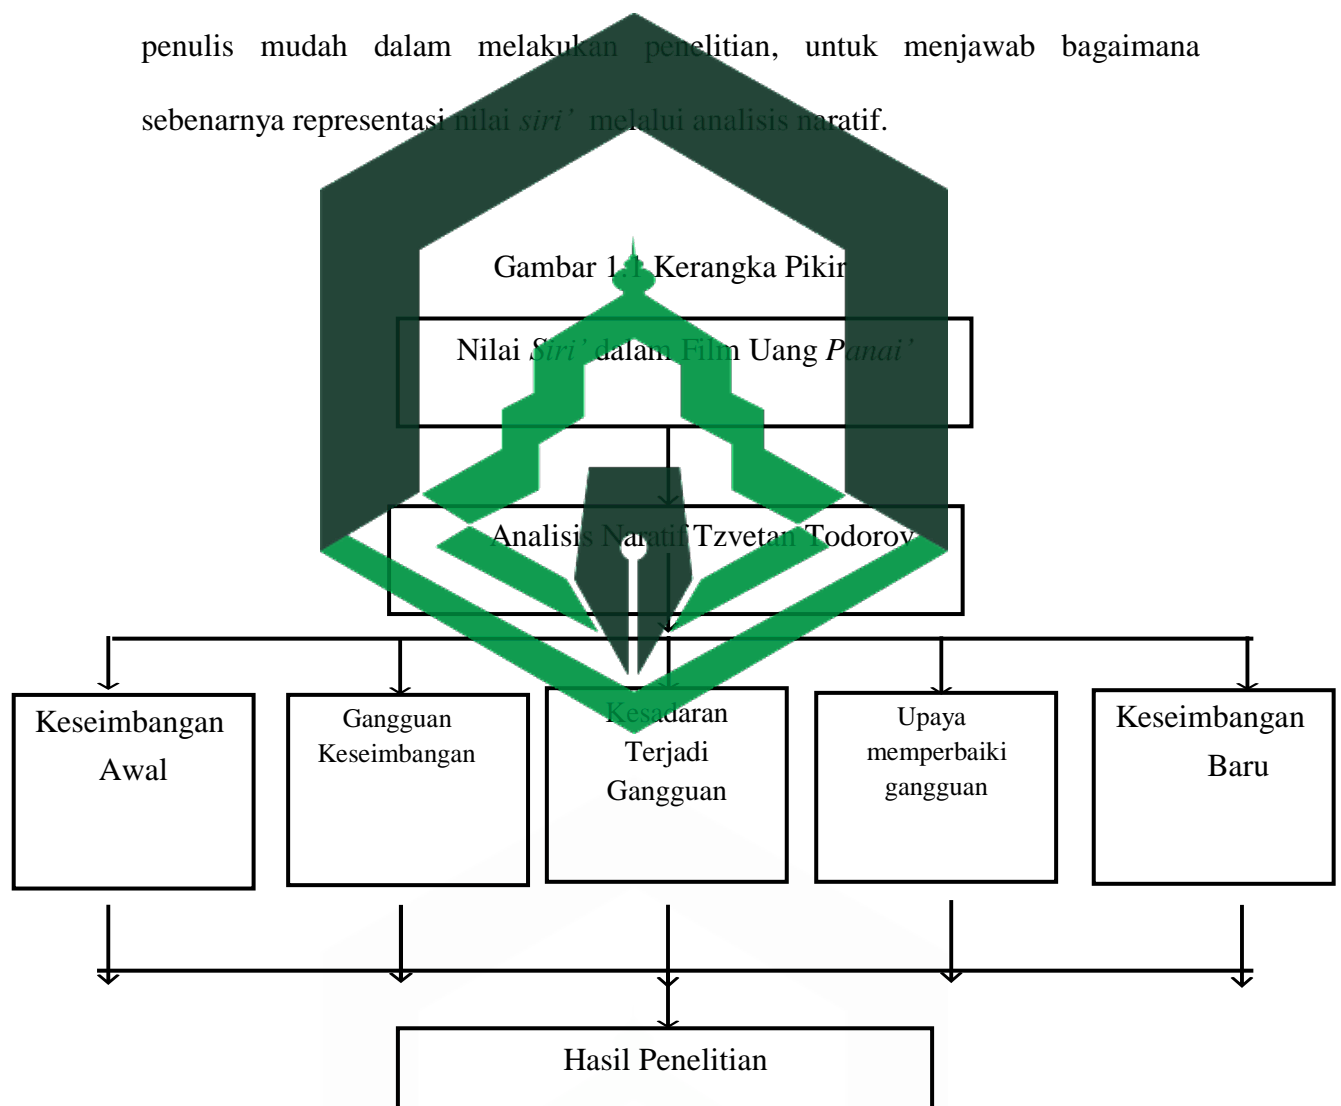 penulis mudah dalam melakukan penelitian, untuk menjawab bagaimana
sebenarnya representasi nilai siri’ melalui analisis naratif.
Gambar 1.1 Kerangka Pikir
Nilai Siri’ dalam Film Uang Panai’
Analisis Naratif Tzvetan Todorov
Keseimbangan
Awal
Gangguan
Keseimbangan
Kesadaran
Terjadi
Gangguan
Upaya
memperbaiki
gangguan
Keseimbangan
Baru
Hasil Penelitian